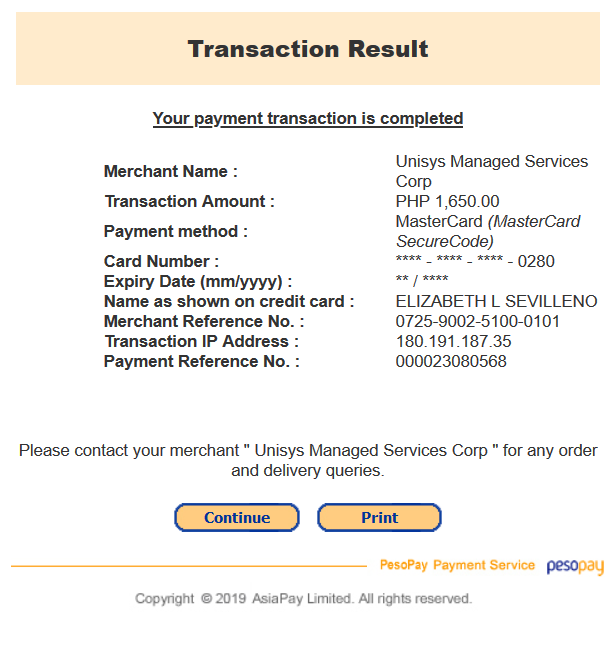 Transaction Result
Your payment transaction is completed
Merchant Name : Unisys Managed Services
Corp
Transaction Amount : PHP 1,650.00
Payment method : MasterCard (MasterCard
SecureCode)
Card Number : **** - **** - **** - 0280
Expiry Date (mm/yyyy) : ** / ****
Name as shown on credit card : ELIZABETH L SEVILLENO
Merchant Reference No. : 0725-9002-5100-0101
Transaction IP Address : 180.191.187.35
Payment Reference No. : 000023080568
Please contact your merchant " Unisys Managed Services Corp " for any order
and delivery queries.
Continue Print
PesoPay Payment Service pesopay
Copyright © 2019 AsiaPay Limited. All rights reserved.